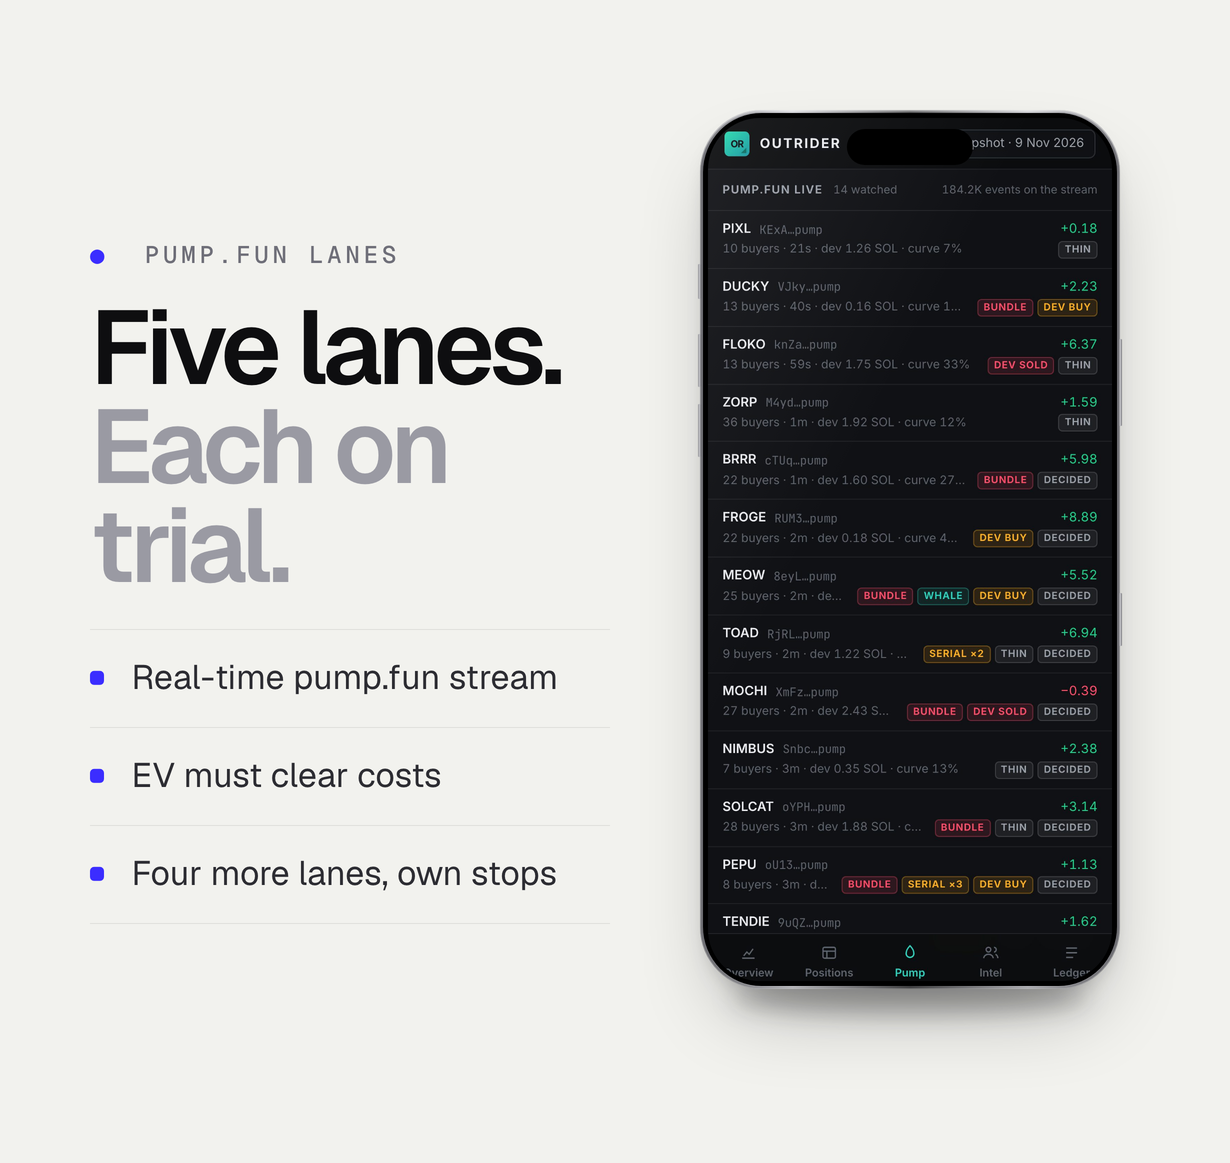 PUMP.FUN LANES
Five lanes.
Each on
trial.
Real-time pump.fun stream
EV must clear costs
Four more lanes, own stops
OR OUTRIDER pshot · 9 Nov 2026
PUMP.FUN LIVE 14 watched 184.2K events on the stream
PIXL KExA…pump +0.18
10 buyers · 21s · dev 1.26 SOL · curve 7% THIN
DUCKY VJky…pump +2.23
13 buyers · 40s · dev 0.16 SOL · curve 1… BUNDLE DEV BUY
FLOKO knZa…pump +6.37
13 buyers · 59s · dev 1.75 SOL · curve 33% DEV SOLD THIN
ZORP M4yd…pump +1.59
36 buyers · 1m · dev 1.92 SOL · curve 12% THIN
BRRR cTUq…pump +5.98
22 buyers · 1m · dev 1.60 SOL · curve 27… BUNDLE DECIDED
FROGE RUM3…pump +8.89
22 buyers · 2m · dev 0.18 SOL · curve 4… DEV BUY DECIDED
MEOW 8eyL…pump +5.52
25 buyers · 2m · de… BUNDLE WHALE DEV BUY DECIDED
TOAD RjRL…pump +6.94
9 buyers · 2m · dev 1.22 SOL · … SERIAL ×2 THIN DECIDED
MOCHI XmFz…pump −0.39
27 buyers · 2m · dev 2.43 S… BUNDLE DEV SOLD DECIDED
NIMBUS Snbc…pump +2.38
7 buyers · 3m · dev 0.35 SOL · curve 13% THIN DECIDED
SOLCAT oYPH…pump +3.14
28 buyers · 3m · dev 1.88 SOL · c… BUNDLE THIN DECIDED
PEPU oU13…pump +1.13
8 buyers · 3m · d… BUNDLE SERIAL ×3 DEV BUY DECIDED
TENDIE 9uQZ…pump +1.62
Overview Positions Pump Intel Ledger